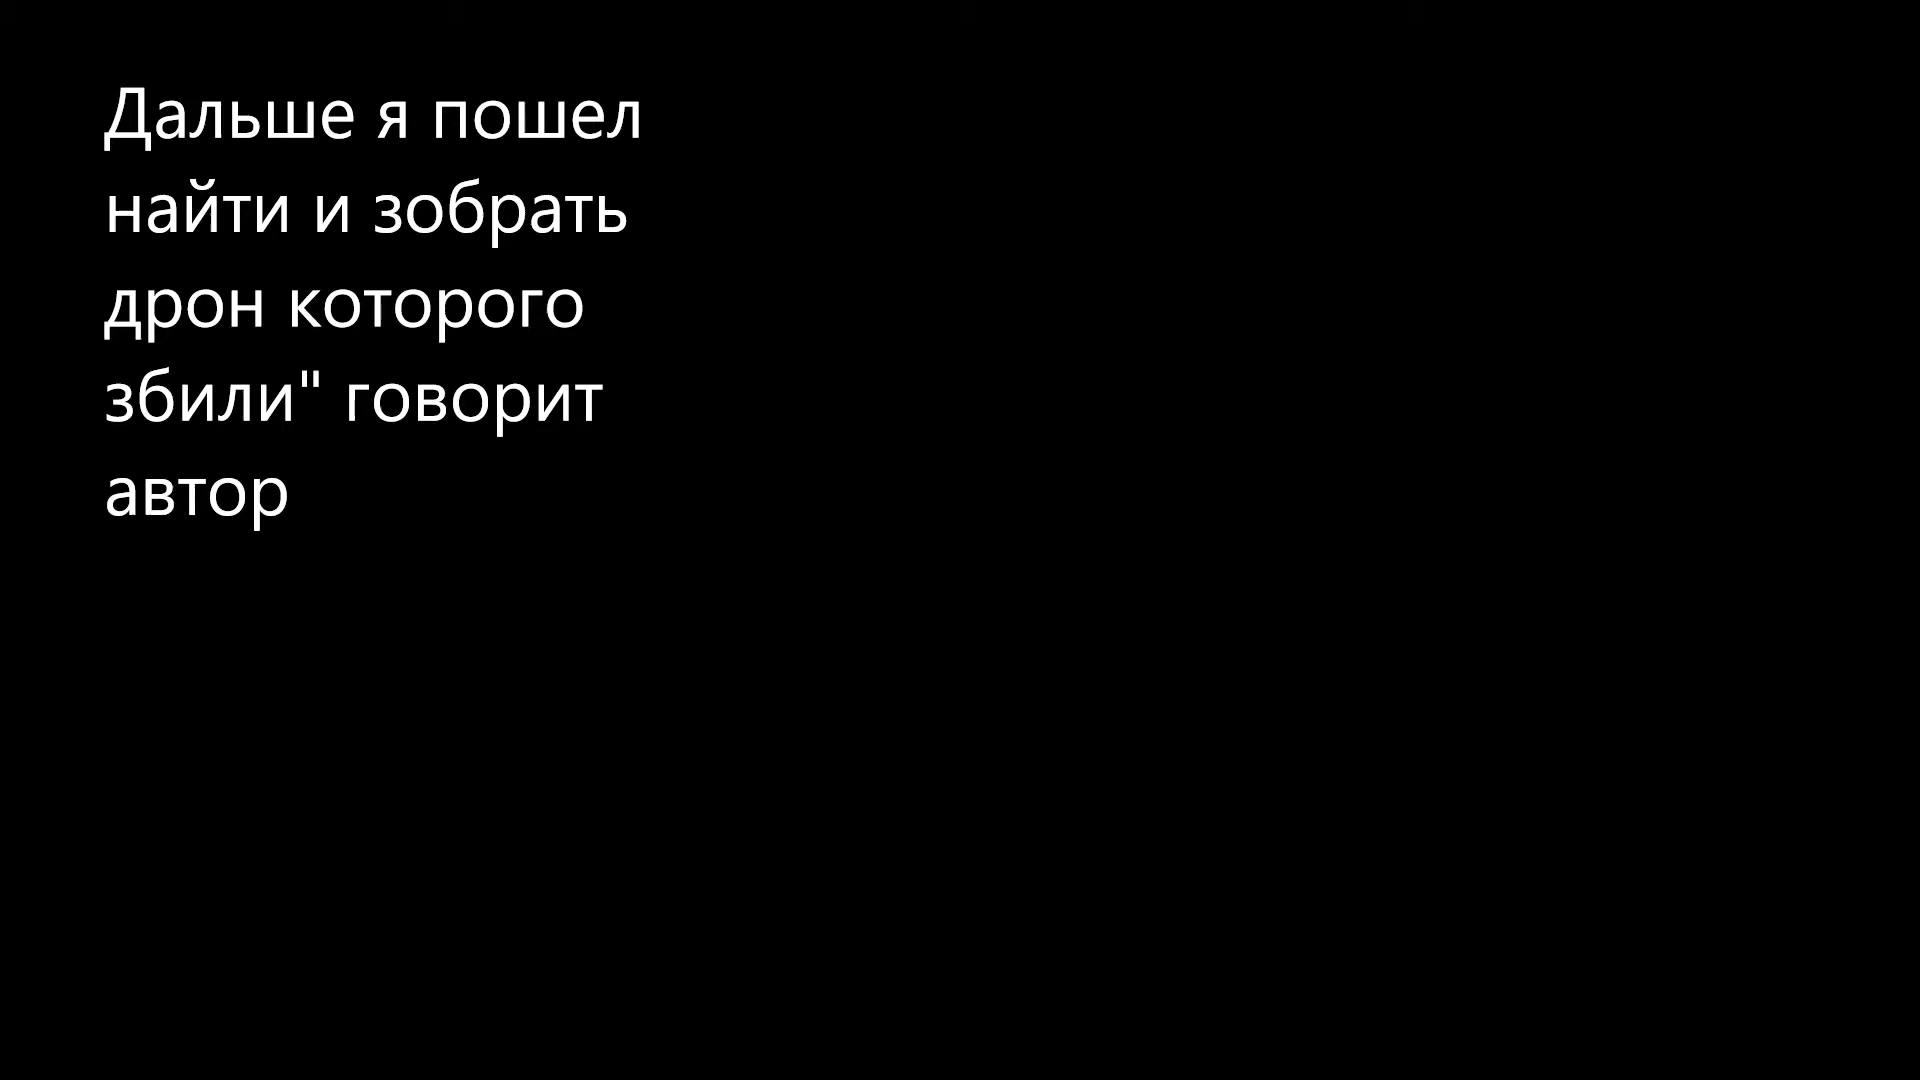 Дальше я пошел
найти и зобрать
дрон которого
збили" говорит
автор